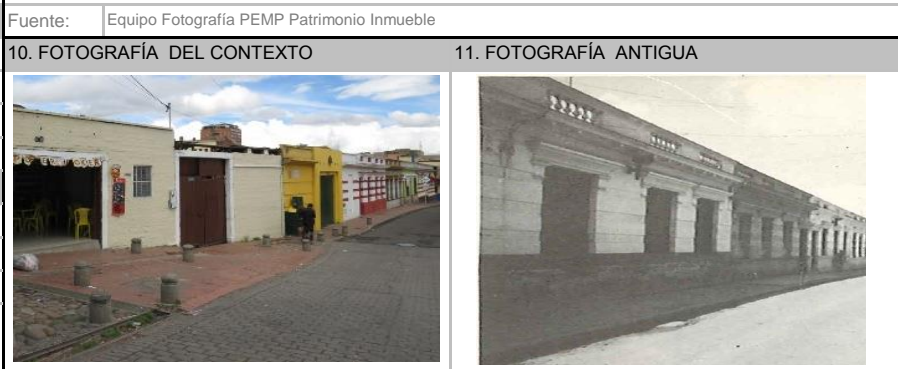 Fuente: Equipo Fotografía PEMP Patrimonio Inmueble
10. FOTOGRAFÍA DEL CONTEXTO
11. FOTOGRAFÍA ANTIGUA